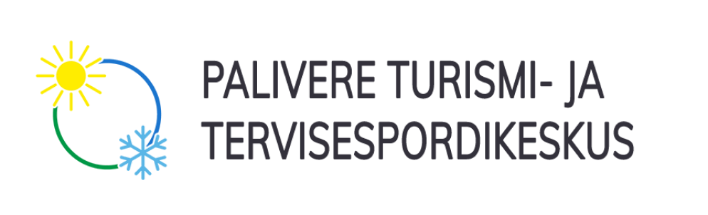 PALIVERE TURISMI- JA
TERVISESPORDIKESKUS